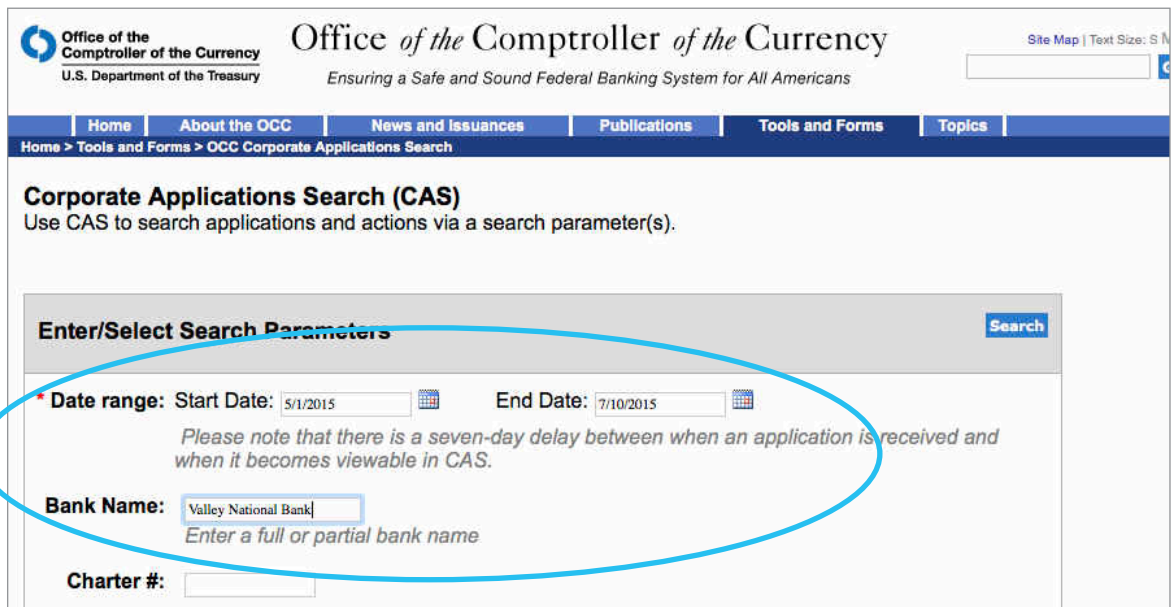 Office of the
Comptroller of the Currency
U.S. Department of the Treasury
Office of the Comptroller of the Currency
Ensuring a Safe and Sound Federal Banking System for All Americans
Site Map | Text Size: S M
Home About the OCC News and Issuances Publications Tools and Forms Topics
Home > Tools and Forms > OCC Corporate Applications Search
Corporate Applications Search (CAS)
Use CAS to search applications and actions via a search parameter(s).
Enter/Select Search Parameters
Search
* Date range: Start Date: 5/1/2015 End Date: 7/10/2015
Please note that there is a seven-day delay between when an application is received and
when it becomes viewable in CAS.
Bank Name: Valley National Bank
Enter a full or partial bank name
Charter #: